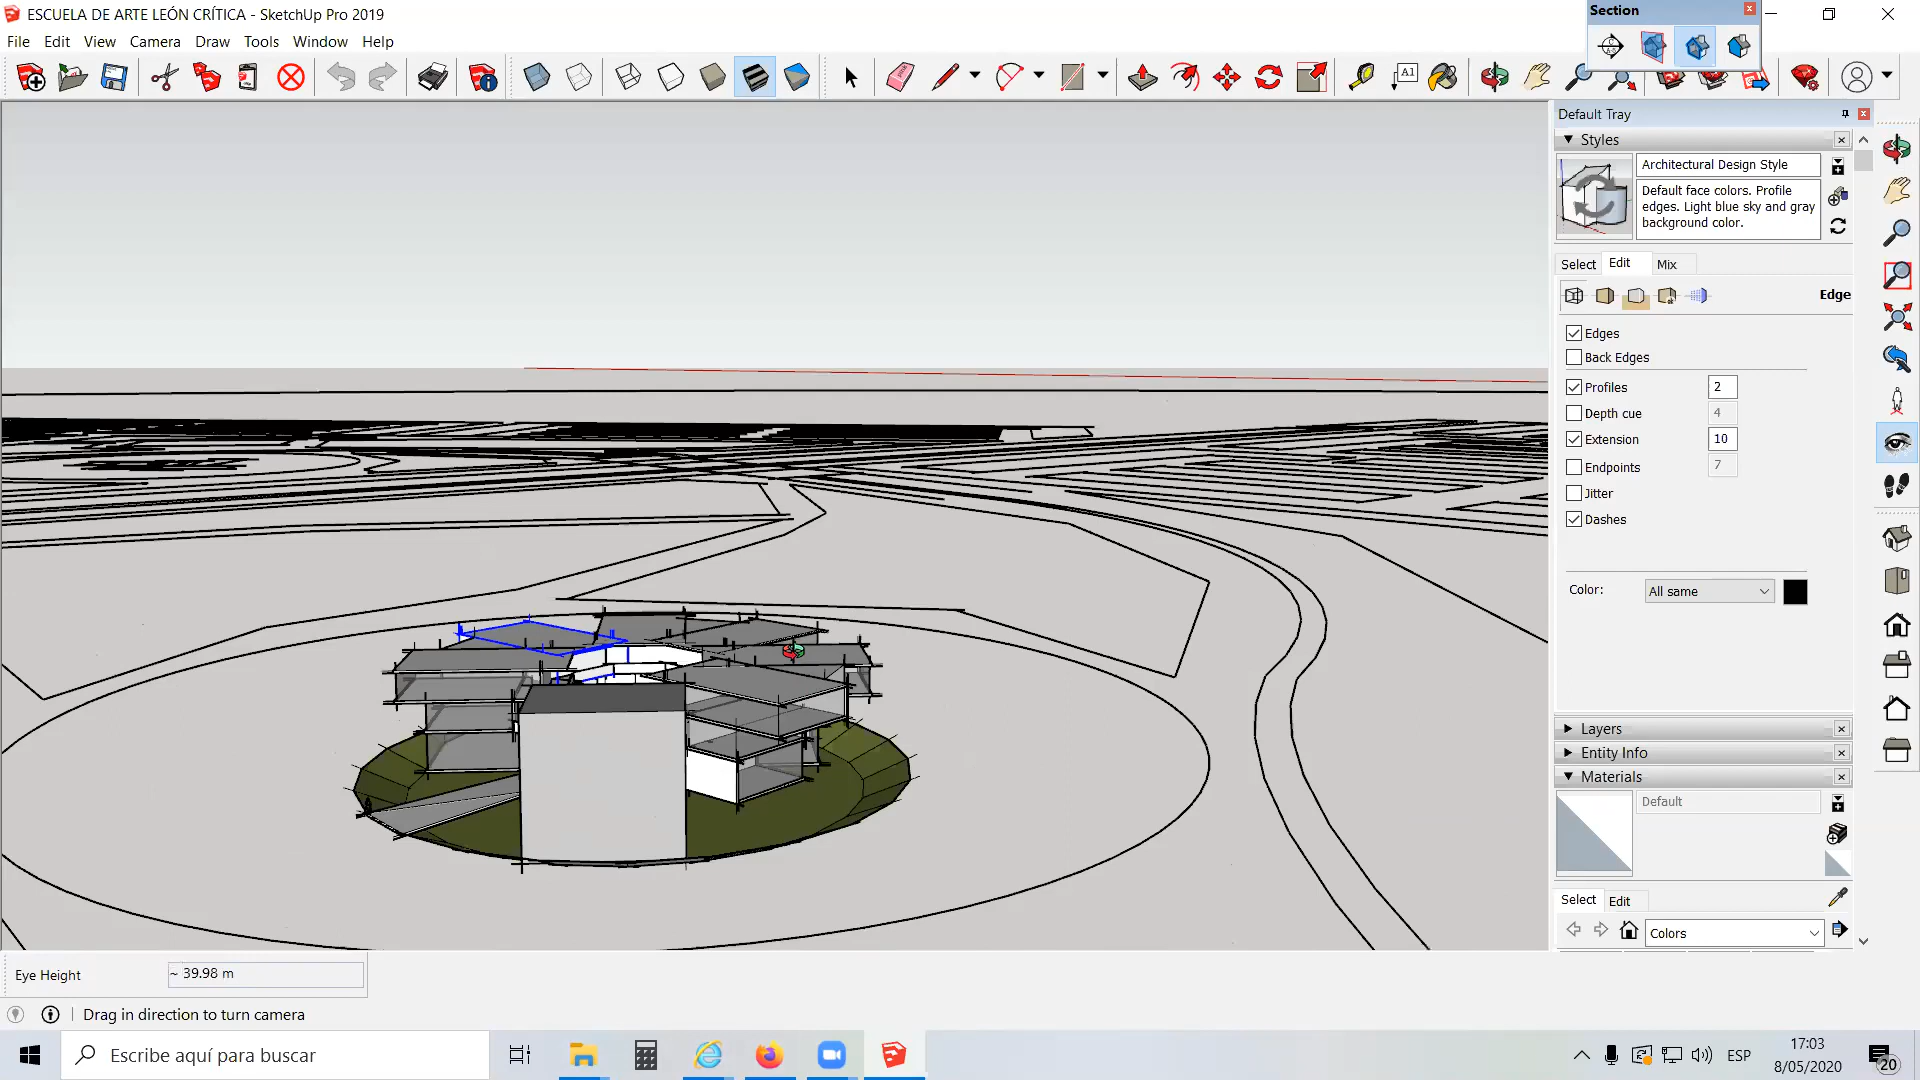 ESCUELA DE ARTE LEÓN CRÍTICA - SketchUp Pro 2019
Section
File Edit View Camera Draw Tools Window Help
A1
Default Tray
Styles
Architectural Design Style
Default face colors. Profile
edges. Light blue sky and gray
background color.
Select Edit Mix
Edge
Edges
Back Edges
Profiles 2
Depth cue 4
Extension 10
Endpoints 7
Jitter
Dashes
Color: All same
Layers
Entity Info
Materials
Default
Select Edit
Colors
Eye Height ~ 39.98 m
Drag in direction to turn camera
Escribe aquí para buscar
ESP
17:03
8/05/2020
20